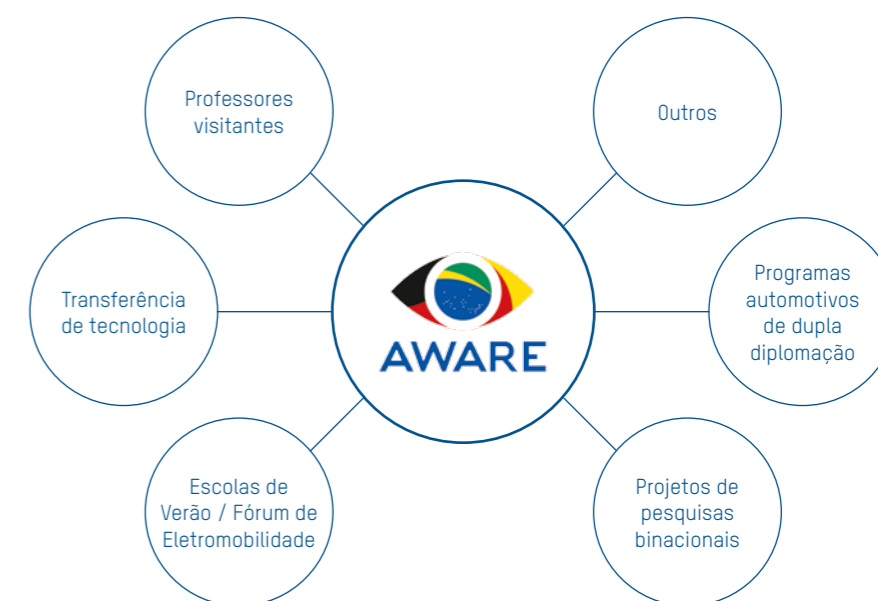 Professores
visitantes
Outros
Transferência
de tecnologia
AWARE
Programas
automotivos
de dupla
diplomação
Escolas de
Verão / Fórum de
Eletromobilidade
Projetos de
pesquisas
binacionais